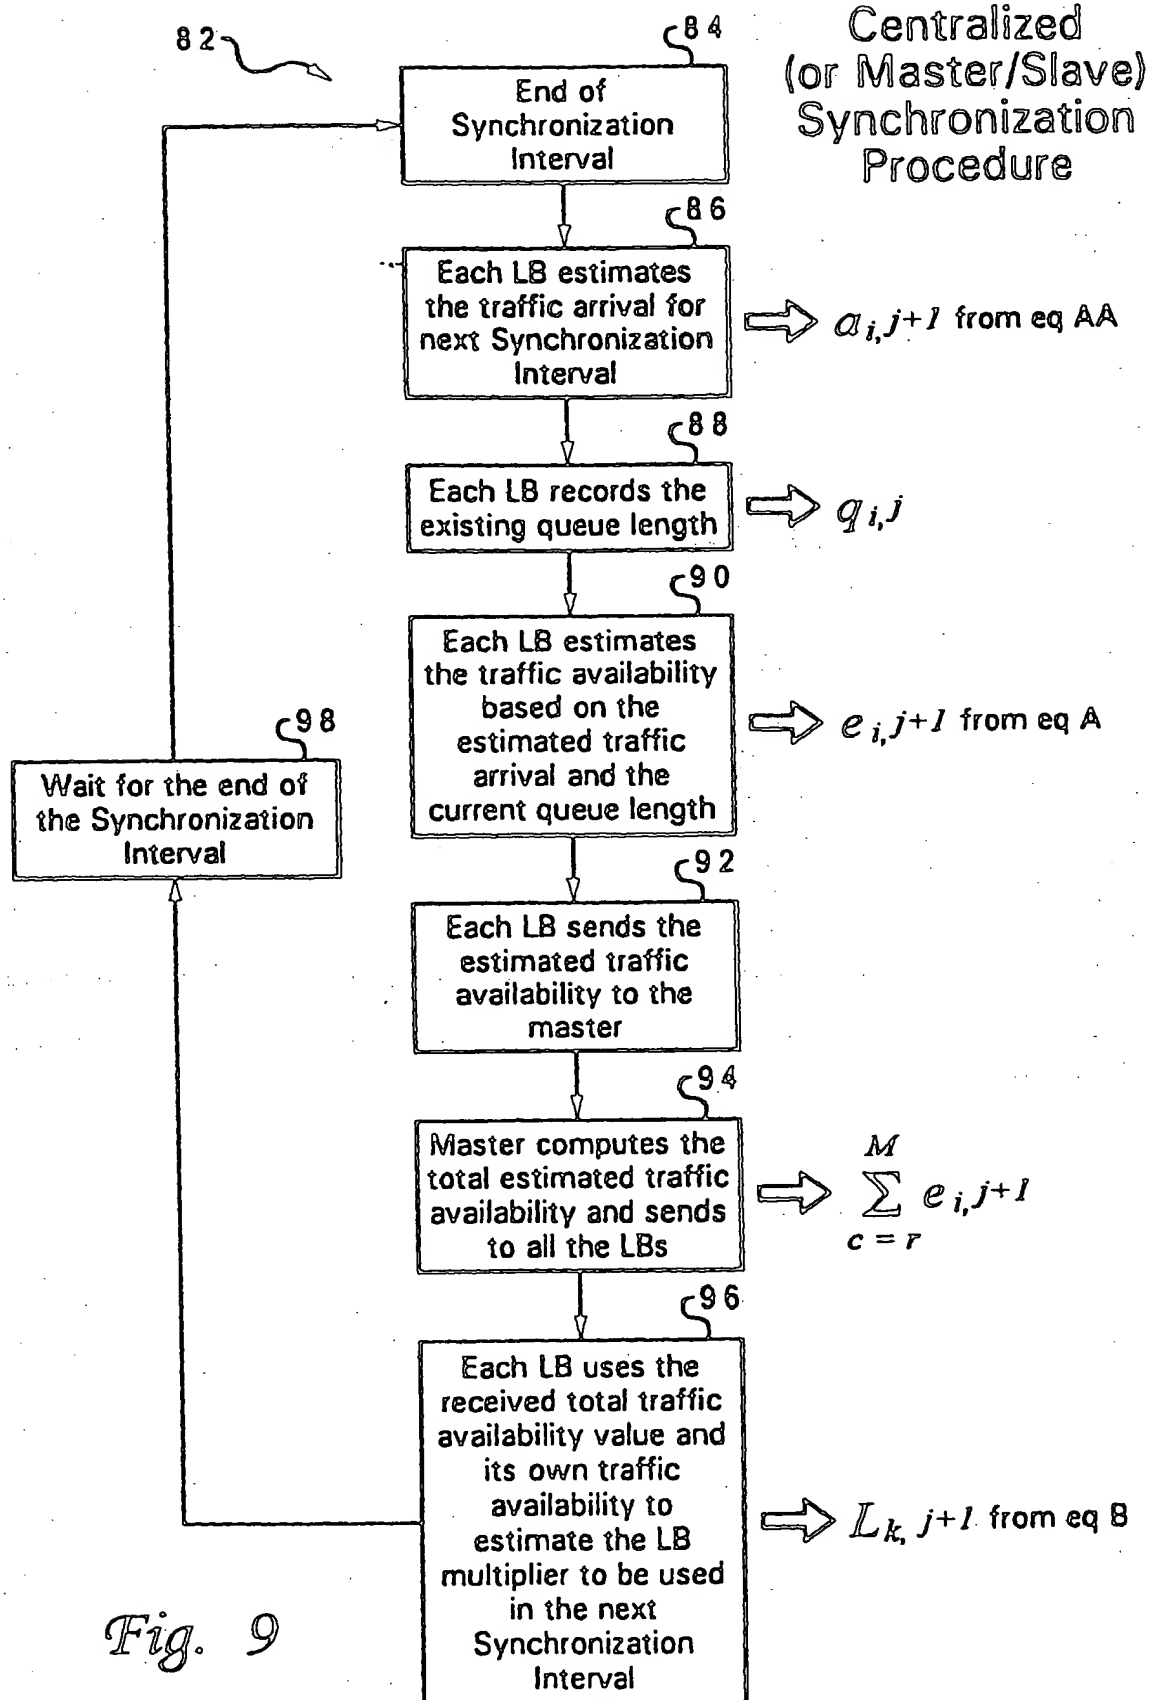 82
84
Centralized
(or Master/Slave)
Synchronization
Procedure
End of
Synchronization
Interval
86
Each LB estimates
the traffic arrival for
next Synchronization
Interval
a i, j+1 from eq AA
88
Each LB records the
existing queue length
q i, j
90
Each LB estimates
the traffic availability
based on the
estimated traffic
arrival and the
current queue length
e i, j+1 from eq A
98
Wait for the end of
the Synchronization
Interval
92
Each LB sends the
estimated traffic
availability to the
master
94
Master computes the
total estimated traffic
availability and sends
to all the LBs
M
∑ e i, j+1
c = r
96
Each LB uses the
received total traffic
availability value and
its own traffic
availability to
estimate the LB
multiplier to be used
in the next
Synchronization
Interval
L k, j+1 from eq B
Fig. 9